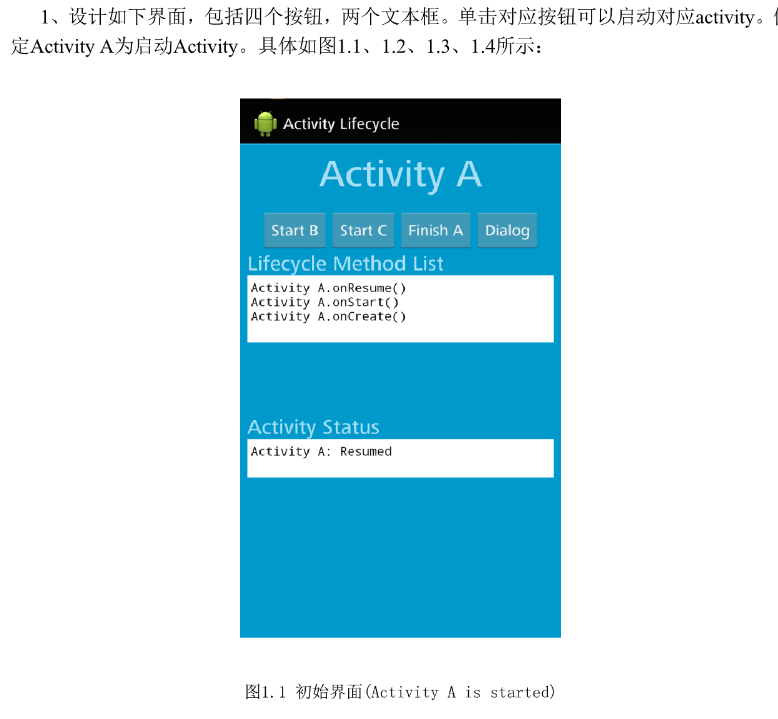 1、设计如下界面，包括四个按钮，两个文本框。单击对应按钮可以启动对应activity。
定Activity A为启动Activity。具体如图1.1、1.2、1.3、1.4所示：
Activity Lifecycle
Activity A
Start B Start C Finish A Dialog
Lifecycle Method List
Activity A.onResume()
Activity A.onStart()
Activity A.onCreate()
Activity Status
Activity A: Resumed
图1.1 初始界面(Activity A is started)